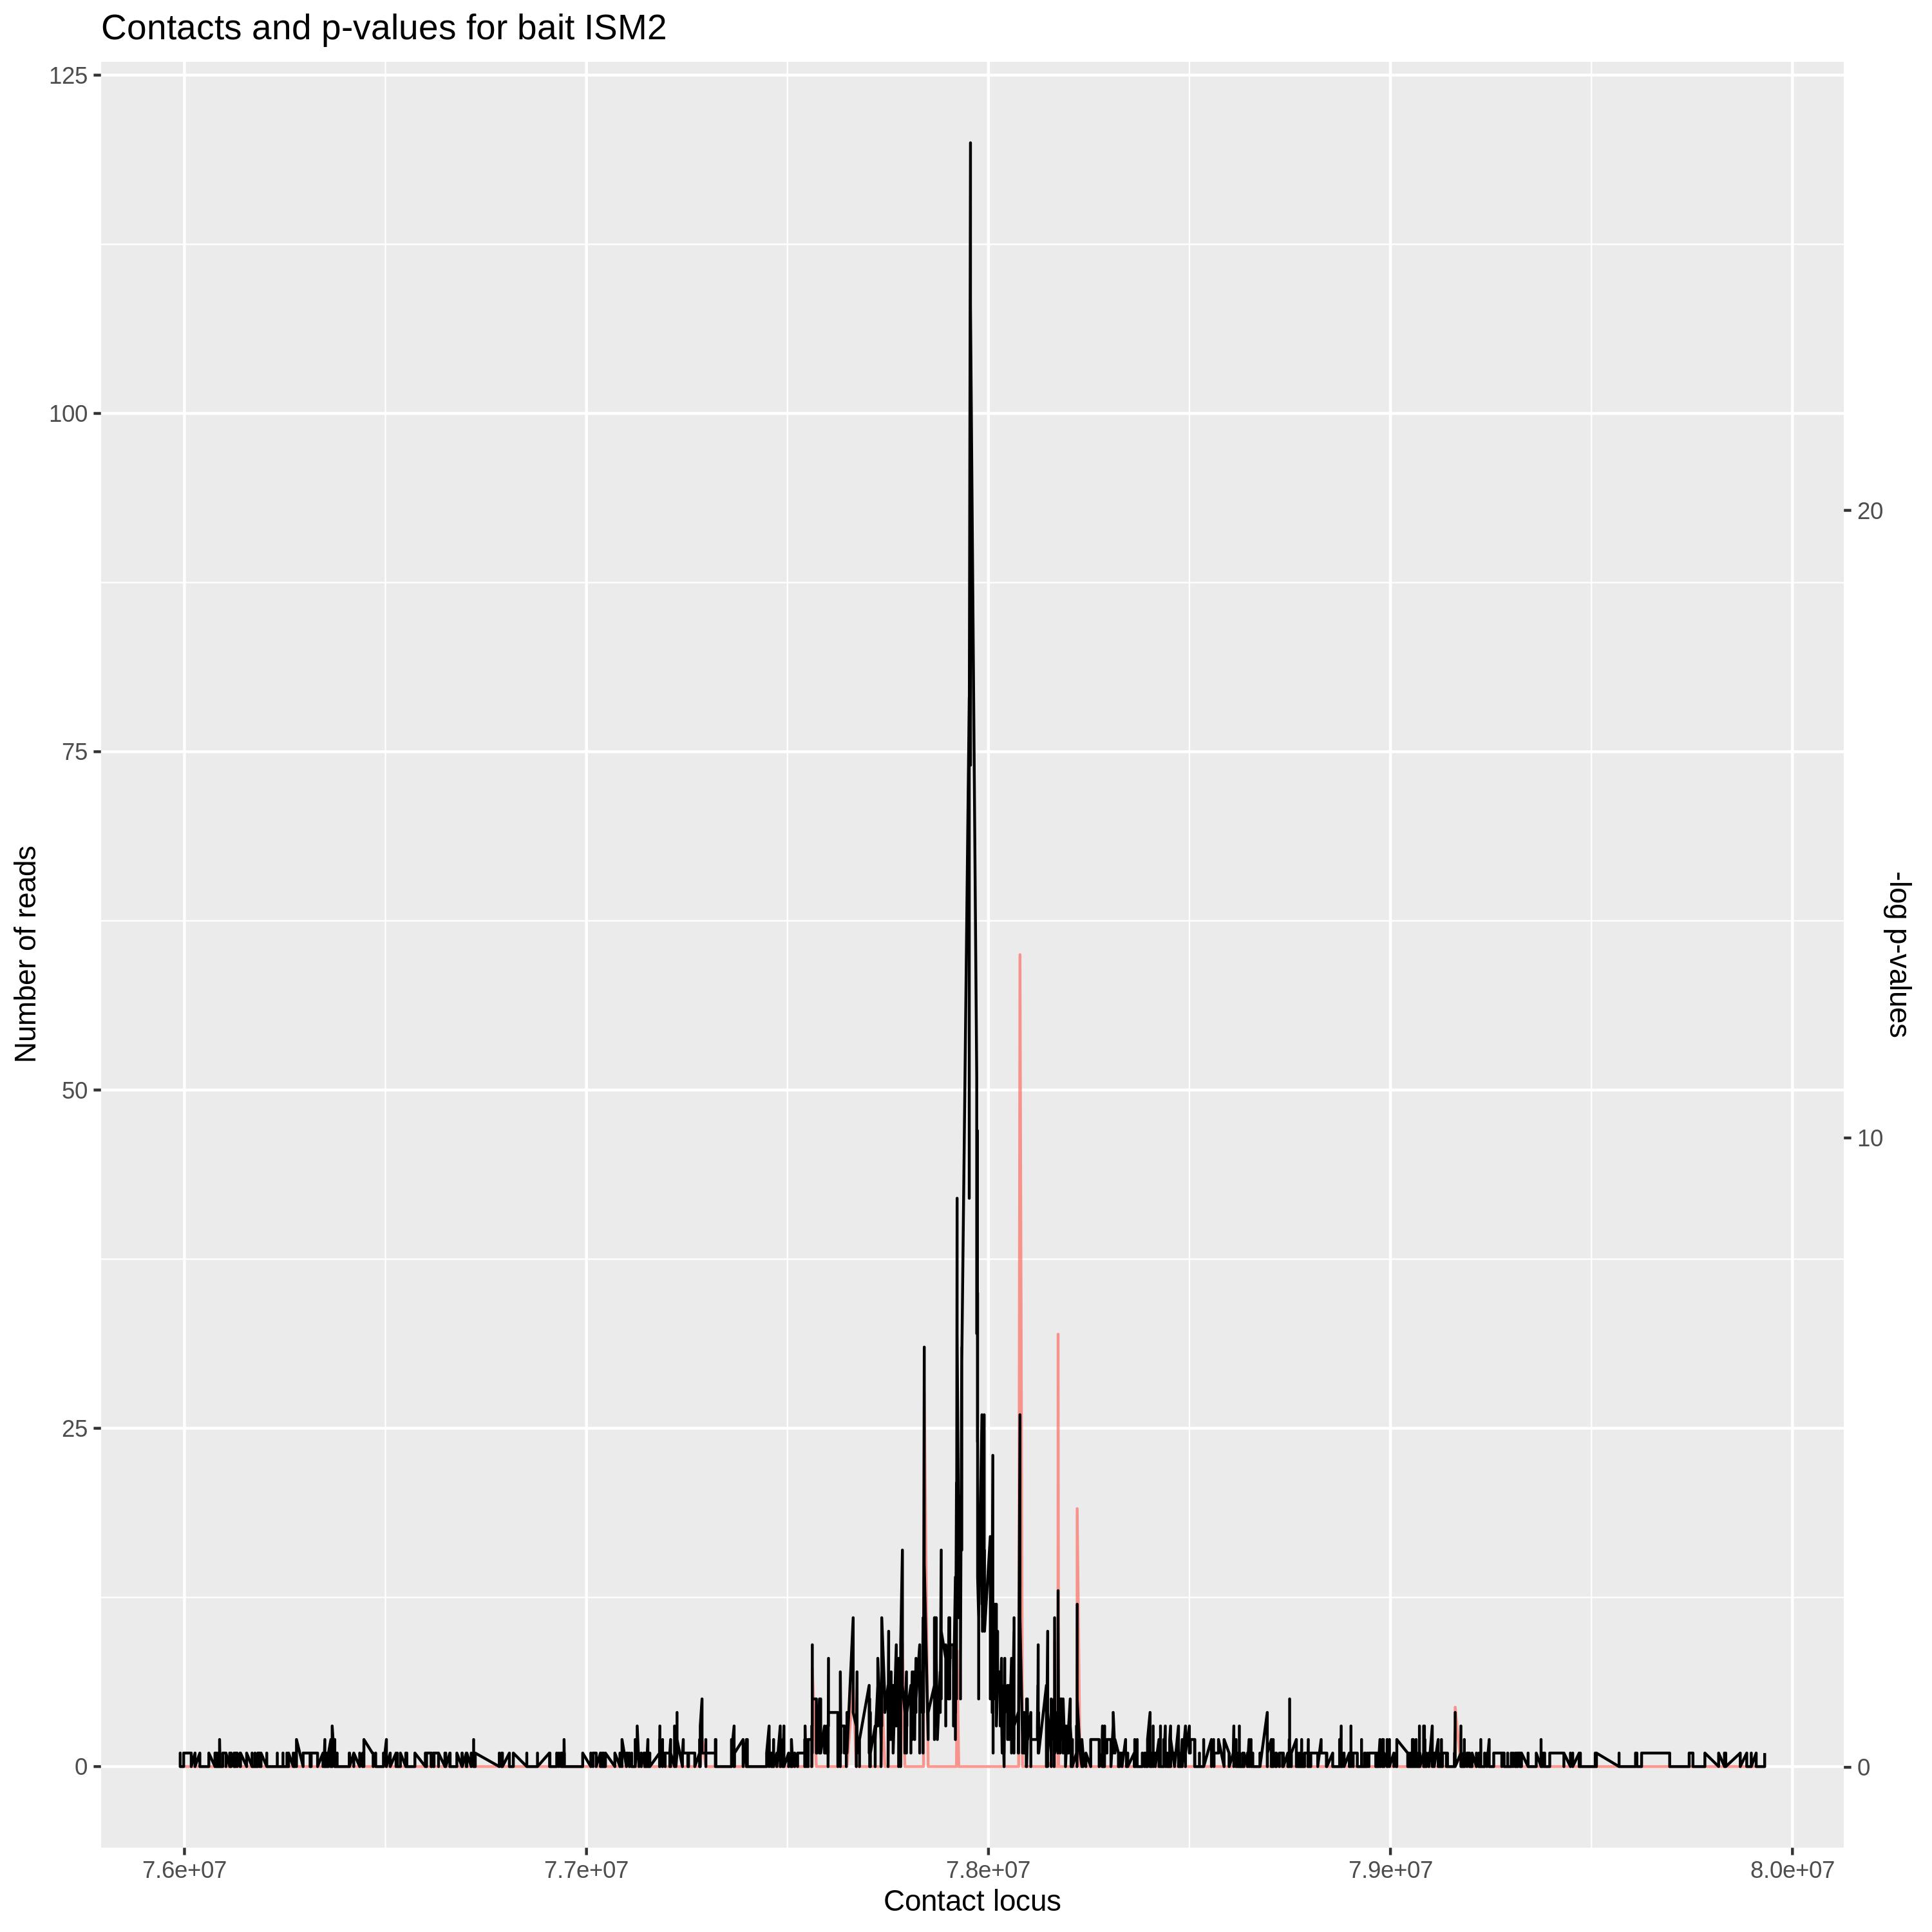 Contacts and p-values for bait ISM2
125
100
75
50
25
0
Number of reads
20
10
0
-log p-values
7.6e+07
7.7e+07
7.8e+07
7.9e+07
8.0e+07
Contact locus